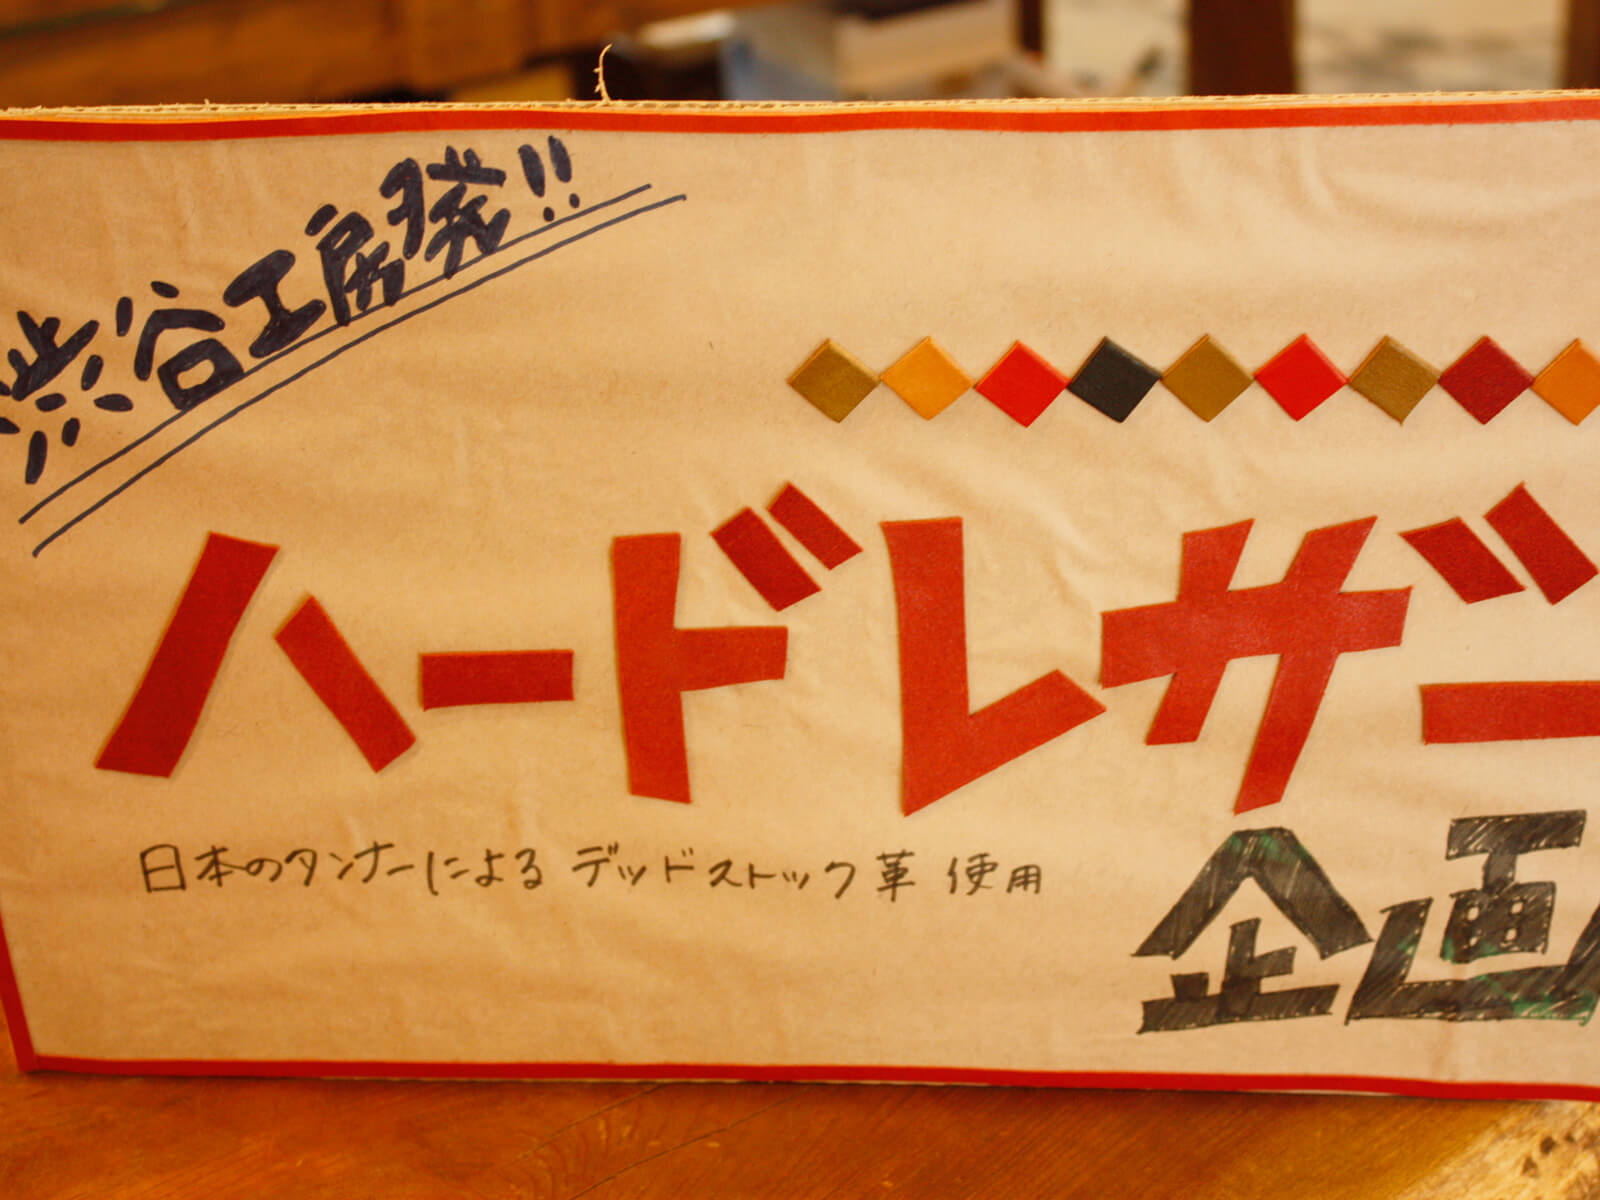 渋谷工房発!!
ハードレザー
企画
日本のタンナーによる デッドストック革 使用